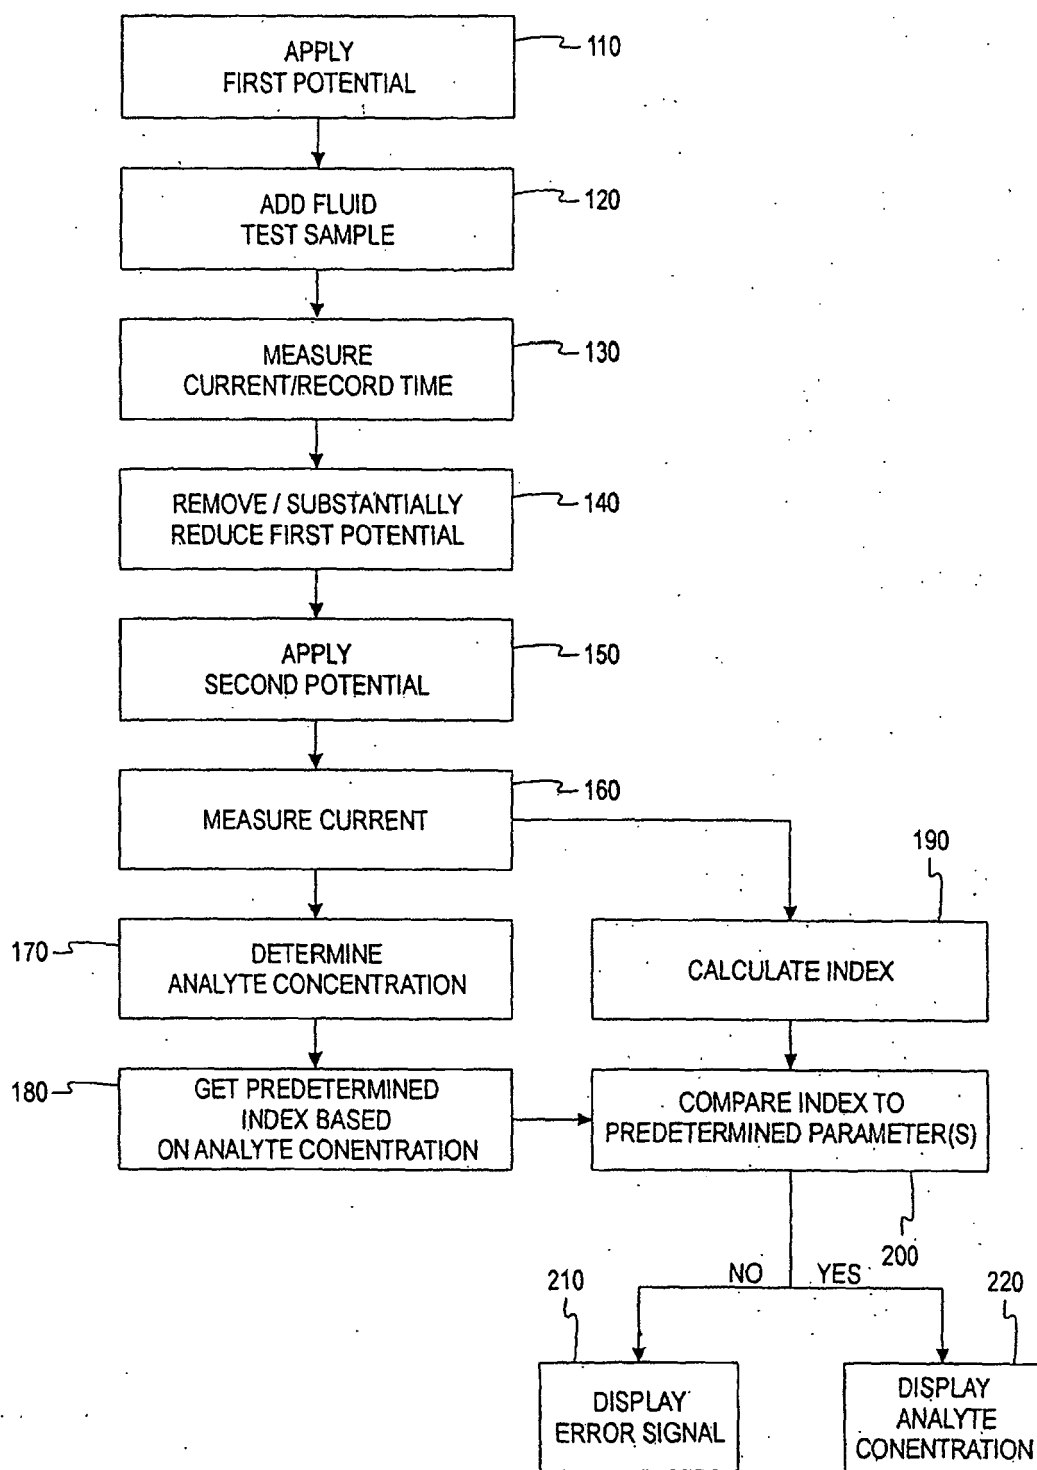 APPLY
FIRST POTENTIAL
110
ADD FLUID
TEST SAMPLE
120
MEASURE
CURRENT/RECORD TIME
130
REMOVE / SUBSTANTIALLY
REDUCE FIRST POTENTIAL
140
APPLY
SECOND POTENTIAL
150
MEASURE CURRENT
160
170
DETERMINE
ANALYTE CONCENTRATION
190
CALCULATE INDEX
180
GET PREDETERMINED
INDEX BASED
ON ANALYTE CONENTRATION
COMPARE INDEX TO
PREDETERMINED PARAMETER(S)
200
NO
YES
210
DISPLAY
ERROR SIGNAL
220
DISPLAY
ANALYTE
CONENTRATION